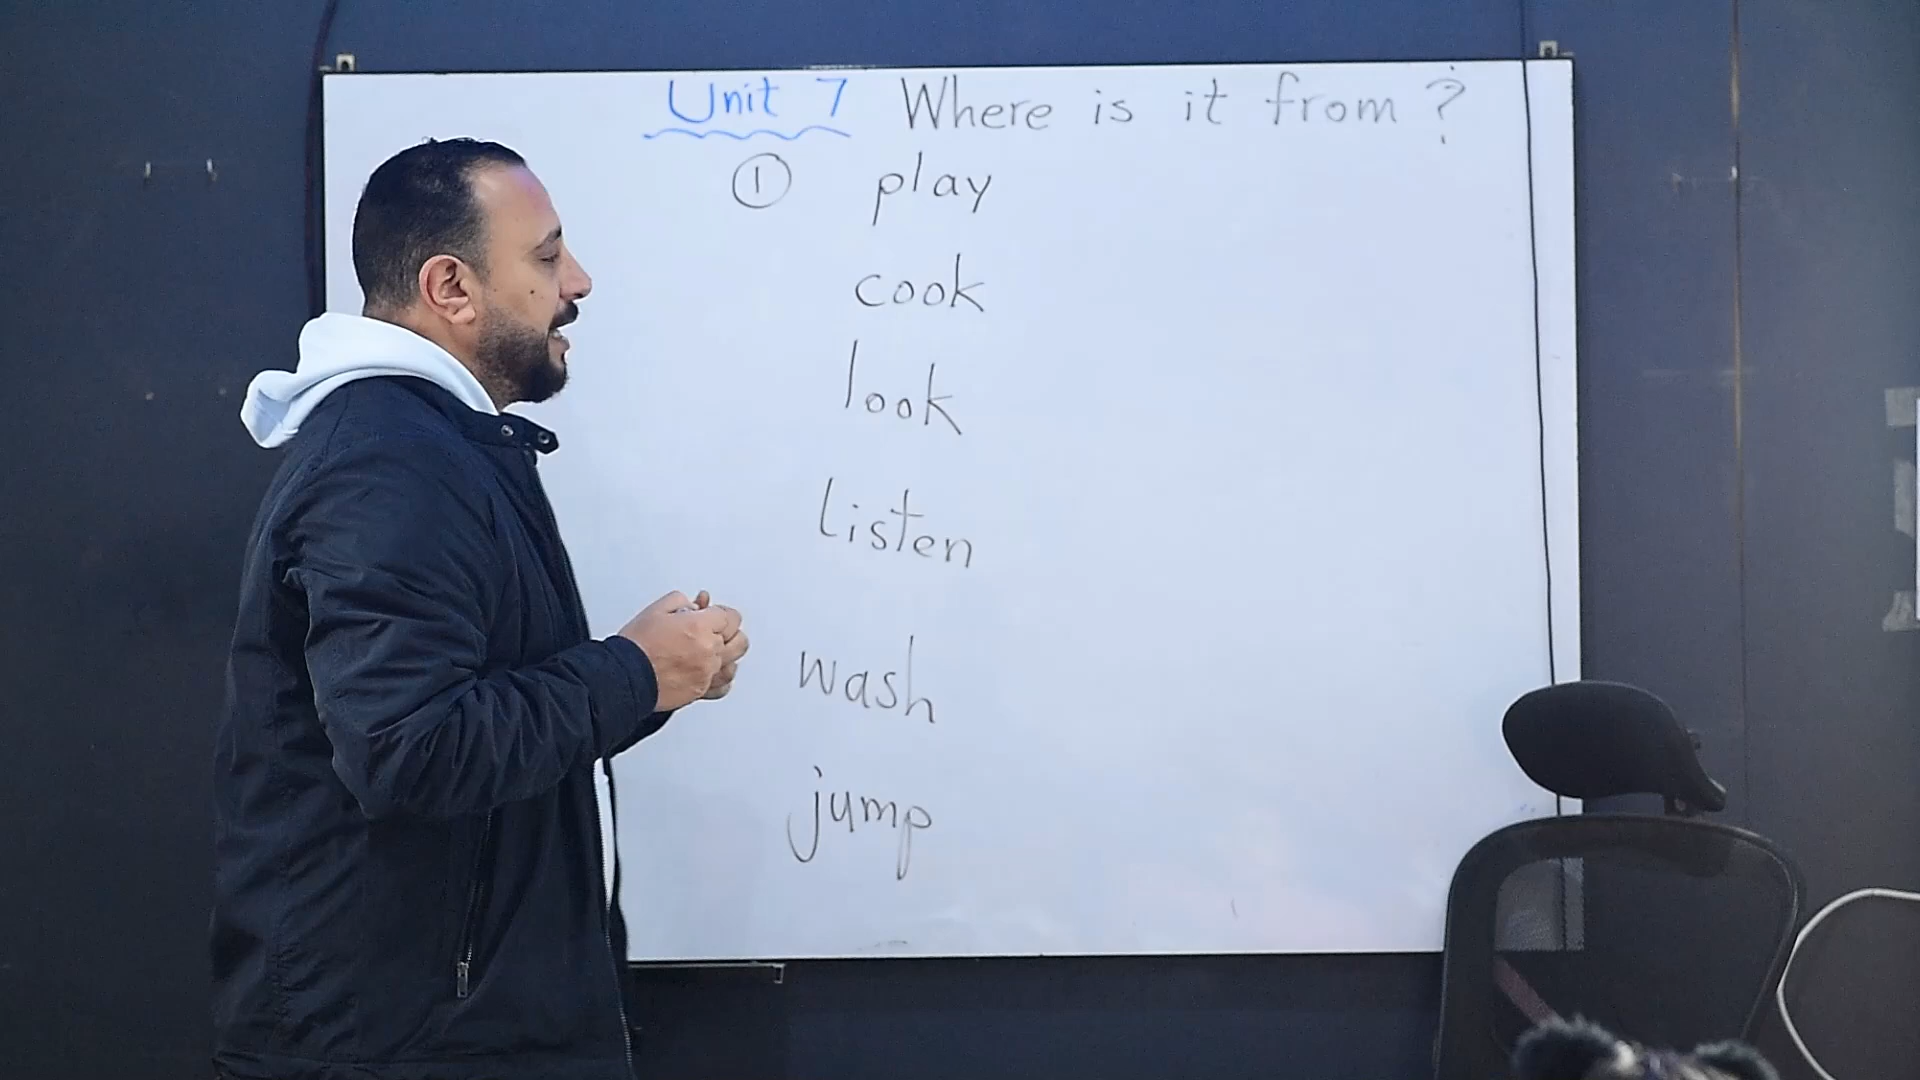 Unit 7 Where is it from ?
① play
cook
look
listen
wash
jump